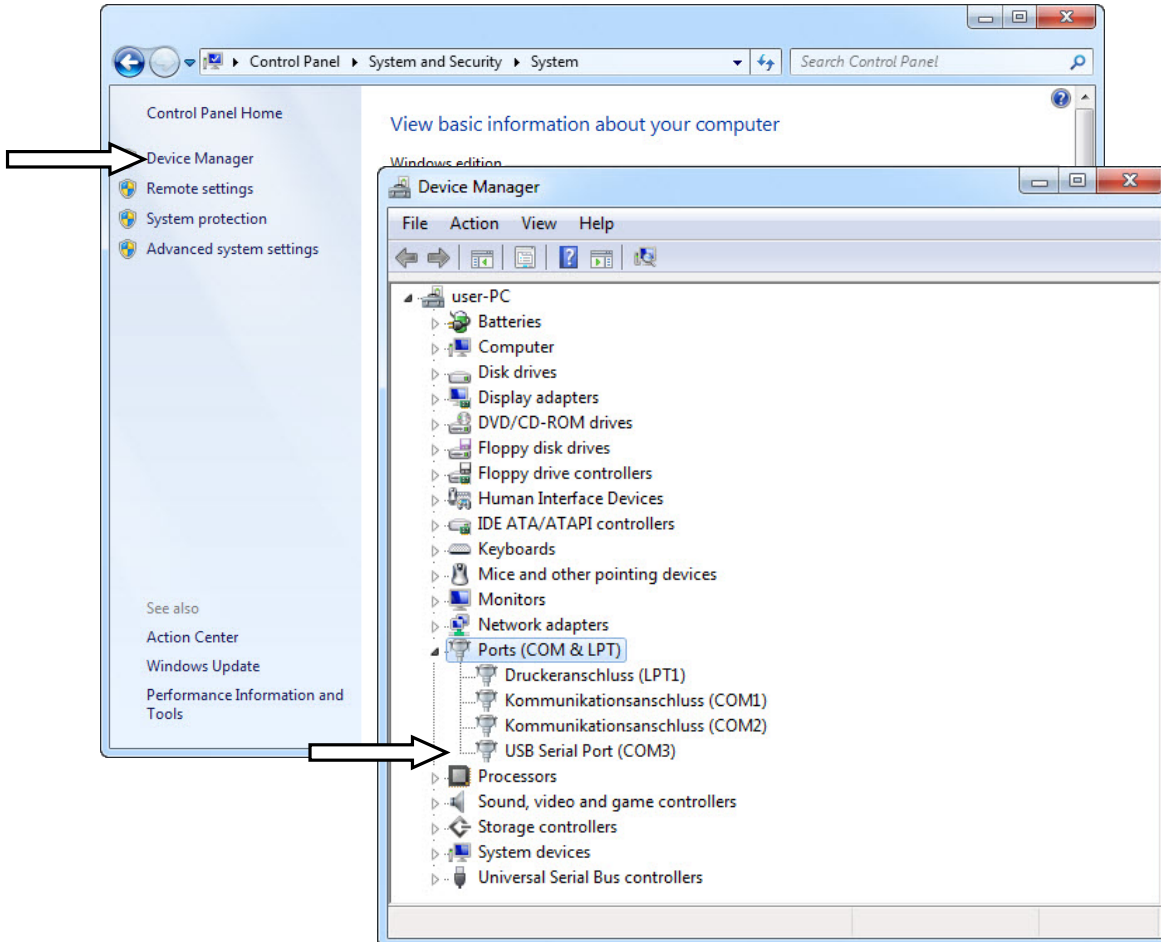 Control Panel System and Security System
Search Control Panel
Control Panel Home
Device Manager
Remote settings
System protection
Advanced system settings
See also
Action Center
Windows Update
Performance Information and
Tools
View basic information about your computer
Windows edition
Device Manager
File Action View Help
user-PC
Batteries
Computer
Disk drives
Display adapters
DVD/CD-ROM drives
Floppy disk drives
Floppy drive controllers
Human Interface Devices
IDE ATA/ATAPI controllers
Keyboards
Mice and other pointing devices
Monitors
Network adapters
Ports (COM & LPT)
Druckeranschluss (LPT1)
Kommunikationsanschluss (COM1)
Kommunikationsanschluss (COM2)
USB Serial Port (COM3)
Processors
Sound, video and game controllers
Storage controllers
System devices
Universal Serial Bus controllers